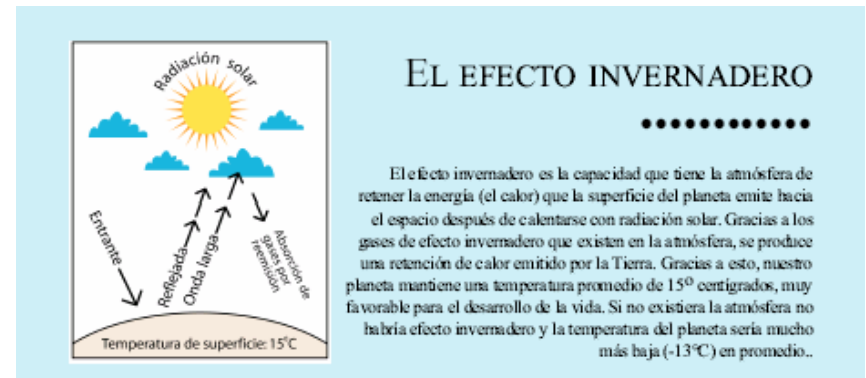 Radiación solar
Entrante
Reflejada
Onda larga
Absorción de
gases por
reemisión
Temperatura de superficie: 15°C
EL EFECTO INVERNADERO
El efecto invernadero es la capacidad que tiene la atmósfera de
retener la energía (el calor) que la superficie del planeta emite hacia
el espacio después de calentarse con radiación solar. Gracias a los
gases de efecto invernadero que existen en la atmósfera, se produce
una retención de calor emitido por la Tierra. Gracias a esto, nuestro
planeta mantiene una temperatura promedio de 15º centígrados, muy
favorable para el desarrollo de la vida. Si no existiera la atmósfera no
habría efecto invernadero y la temperatura del planeta sería mucho
más baja (-13°C) en promedio..